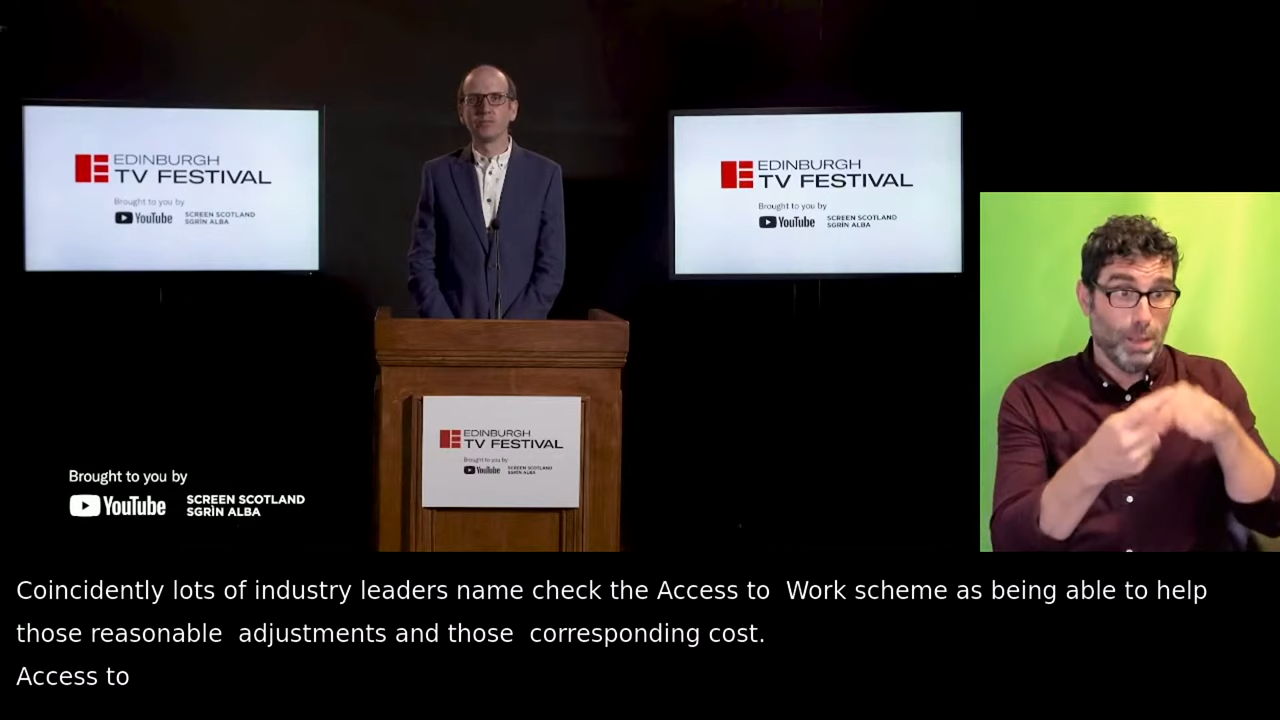 EDINBURGH
TV FESTIVAL
Brought to you by
YouTube SCREEN SCOTLAND
SGRÌN ALBA
EDINBURGH
TV FESTIVAL
Brought to you by
YouTube SCREEN SCOTLAND
SGRÌN ALBA
EDINBURGH
TV FESTIVAL
Brought to you by
YouTube SCREEN SCOTLAND
SGRÌN ALBA
Brought to you by
YouTube SCREEN SCOTLAND
SGRÌN ALBA
Coincidently lots of industry leaders name check the Access to  Work scheme as being able to help
those reasonable  adjustments and those  corresponding cost.
Access to